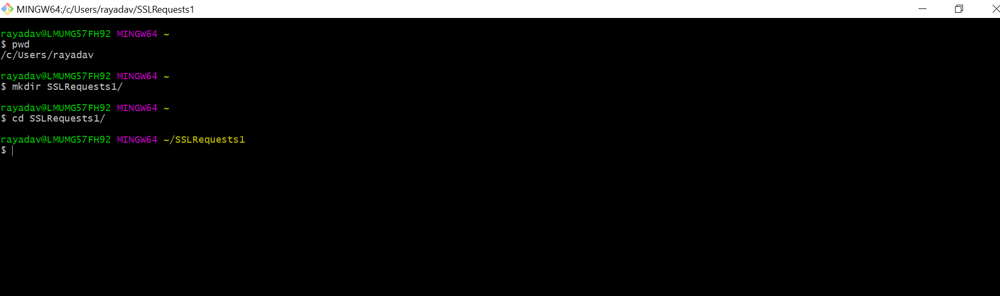 MINGW64:/c/Users/rayadav/SSLRequests1
rayadav@LMUMG57FH92 MINGW64 ~
$ pwd
/c/Users/rayadav
rayadav@LMUMG57FH92 MINGW64 ~
$ mkdir SSLRequests1/
rayadav@LMUMG57FH92 MINGW64 ~
$ cd SSLRequests1/
rayadav@LMUMG57FH92 MINGW64 ~/SSLRequests1
$